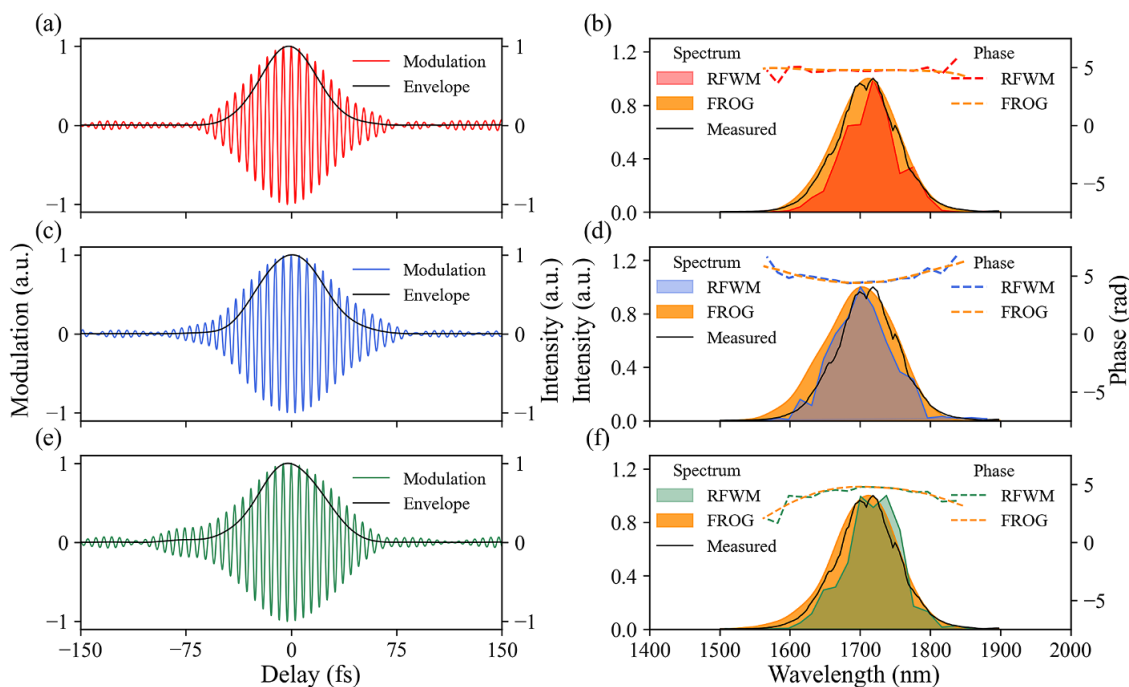 (a)
1
0
−1
1
0
−1
Modulation
Envelope
(b)
1.2
1.0
0.8
0.4
0.0
Spectrum
RFWM
FROG
Measured
Phase
RFWM
FROG
5
0
−5
(c)
1
0
−1
1
0
−1
Modulation
Envelope
(d)
1.2
1.0
0.8
0.4
0.0
Spectrum
RFWM
FROG
Measured
Phase
RFWM
FROG
5
0
−5
Modulation (a.u.)
Intensity (a.u.)
Intensity (a.u.)
Phase (rad)
(e)
1
0
−1
1
0
−1
Modulation
Envelope
−150 −75 0 75 150
Delay (fs)
(f)
1.2
1.0
0.8
0.4
0.0
Spectrum
RFWM
FROG
Measured
Phase
RFWM
FROG
5
0
−5
1400 1600 1700 1800 1900 2000
Wavelength (nm)